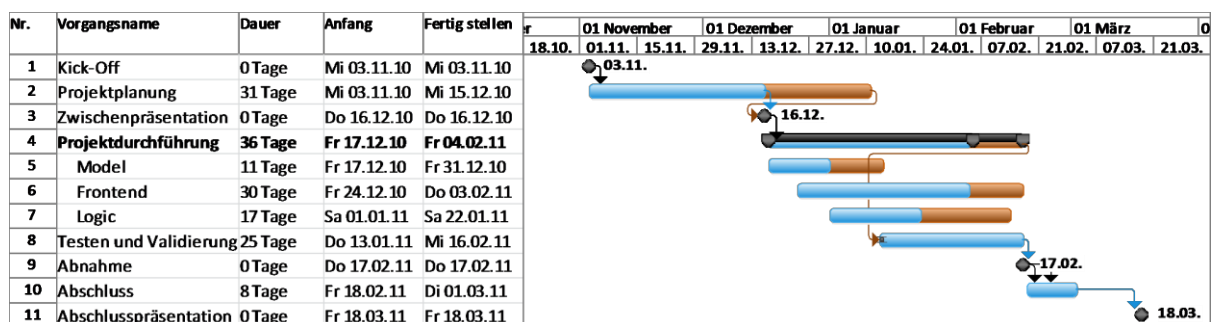 Nr. Vorgangsname Dauer Anfang Fertig stellen r 01 November 01 Dezember 01 Januar 01 Februar 01 März 0
18.10. 01.11. 15.11. 29.11. 13.12. 27.12. 10.01. 24.01. 07.02. 21.02. 07.03. 21.03.
1 Kick-Off 0 Tage Mi 03.11.10 Mi 03.11.10 03.11.
2 Projektplanung 31 Tage Mi 03.11.10 Mi 15.12.10
3 Zwischenpräsentation 0 Tage Do 16.12.10 Do 16.12.10 16.12.
4 Projektdurchführung 36 Tage Fr 17.12.10 Fr 04.02.11
5 Model 11 Tage Fr 17.12.10 Fr 31.12.10
6 Frontend 30 Tage Fr 24.12.10 Do 03.02.11
7 Logic 17 Tage Sa 01.01.11 Sa 22.01.11
8 Testen und Validierung 25 Tage Do 13.01.11 Mi 16.02.11
9 Abnahme 0 Tage Do 17.02.11 Do 17.02.11 17.02.
10 Abschluss 8 Tage Fr 18.02.11 Di 01.03.11
11 Abschlusspräsentation 0 Tage Fr 18.03.11 Fr 18.03.11 18.03.